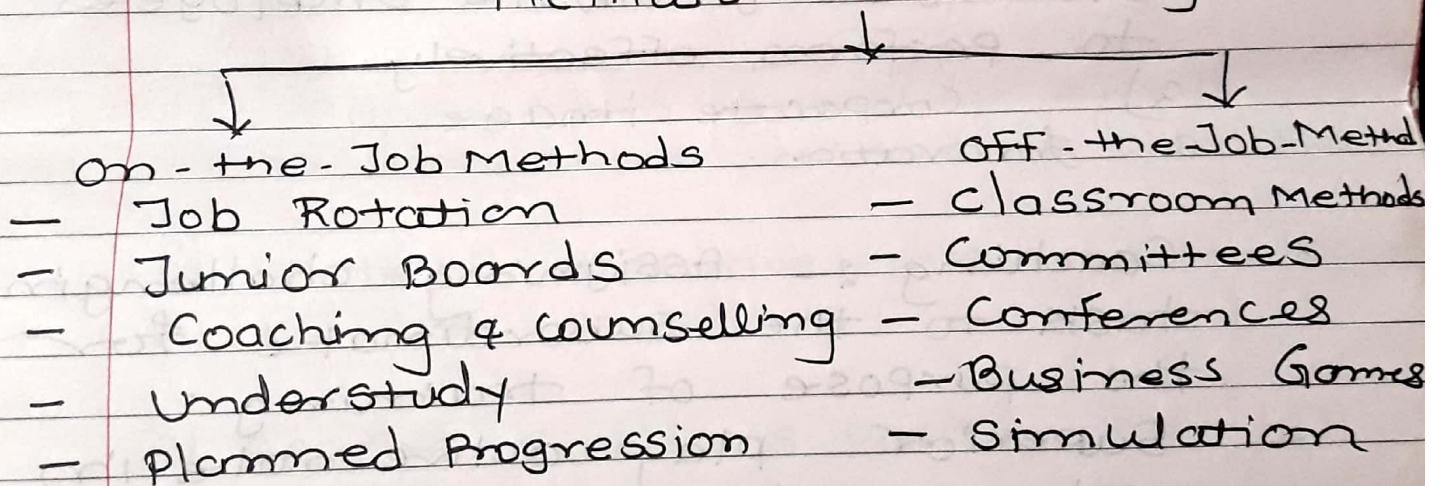 on - the - Job Methods
- Job Rotation
- Junior Boards
- Coaching & counselling
- Understudy
- Planned Progression
OFF - the - Job - Method
- Classroom Methods
- Committees
- Conferences
- Business Games
- Simulation